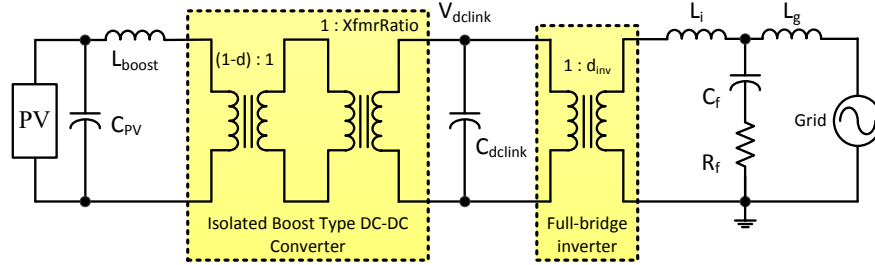 1 : XfmrRatio
V_dclink
L_i
L_g
L_boost
(1-d) : 1
1 : d_inv
PV
C_PV
C_dclink
C_f
R_f
Grid
Isolated Boost Type DC-DC
Converter
Full-bridge
inverter